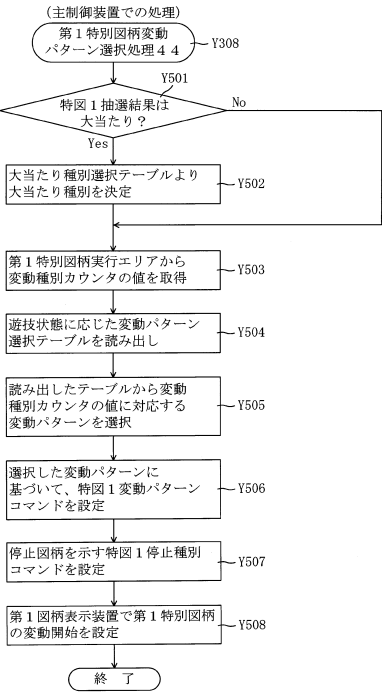 (主制御装置での処理)
第1特別図柄変動
パターン選択処理44
Y308
Y501
特図1抽選結果は
大当たり?
No
Yes
大当たり種別選択テーブルより
大当たり種別を決定
Y502
第1特別図柄実行エリアから
変動種別カウンタの値を取得
Y503
遊技状態に応じた変動パターン
選択テーブルを読み出し
Y504
読み出したテーブルから変動
種別カウンタの値に対応する
変動パターンを選択
Y505
選択した変動パターンに
基づいて、特図1変動パターン
コマンドを設定
Y506
停止図柄を示す特図1停止種別
コマンドを設定
Y507
第1図柄表示装置で第1特別図柄
の変動開始を設定
Y508
終 了